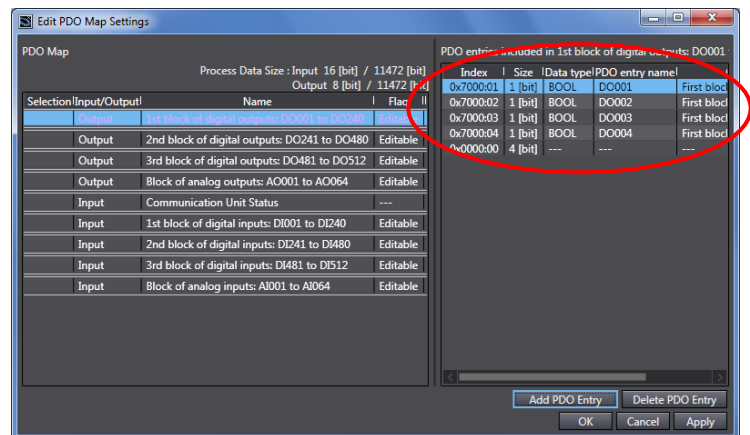 Edit PDO Map Settings
PDO Map
Process Data Size : Input 16 [bit] / 11472 [bit]
Output 8 [bit] / 11472 [bit]
Selection Input/Output Name Flag
Output 1st block of digital outputs: DO001 to DO240 Editable
Output 2nd block of digital outputs: DO241 to DO480 Editable
Output 3rd block of digital outputs: DO481 to DO512 Editable
Output Block of analog outputs: AO001 to AO064 Editable
Input Communication Unit Status ---
Input 1st block of digital inputs: DI001 to DI240 Editable
Input 2nd block of digital inputs: DI241 to DI480 Editable
Input 3rd block of digital inputs: DI481 to DI512 Editable
Input Block of analog inputs: AI001 to AI064 Editable
PDO entries included in 1st block of digital outputs: DO001
Index Size Data type PDO entry name
0x7000:01 1 [bit] BOOL DO001 First block
0x7000:02 1 [bit] BOOL DO002 First block
0x7000:03 1 [bit] BOOL DO003 First block
0x7000:04 1 [bit] BOOL DO004 First block
0x0000:00 4 [bit] --- --- ---
Add PDO Entry Delete PDO Entry
OK Cancel Apply